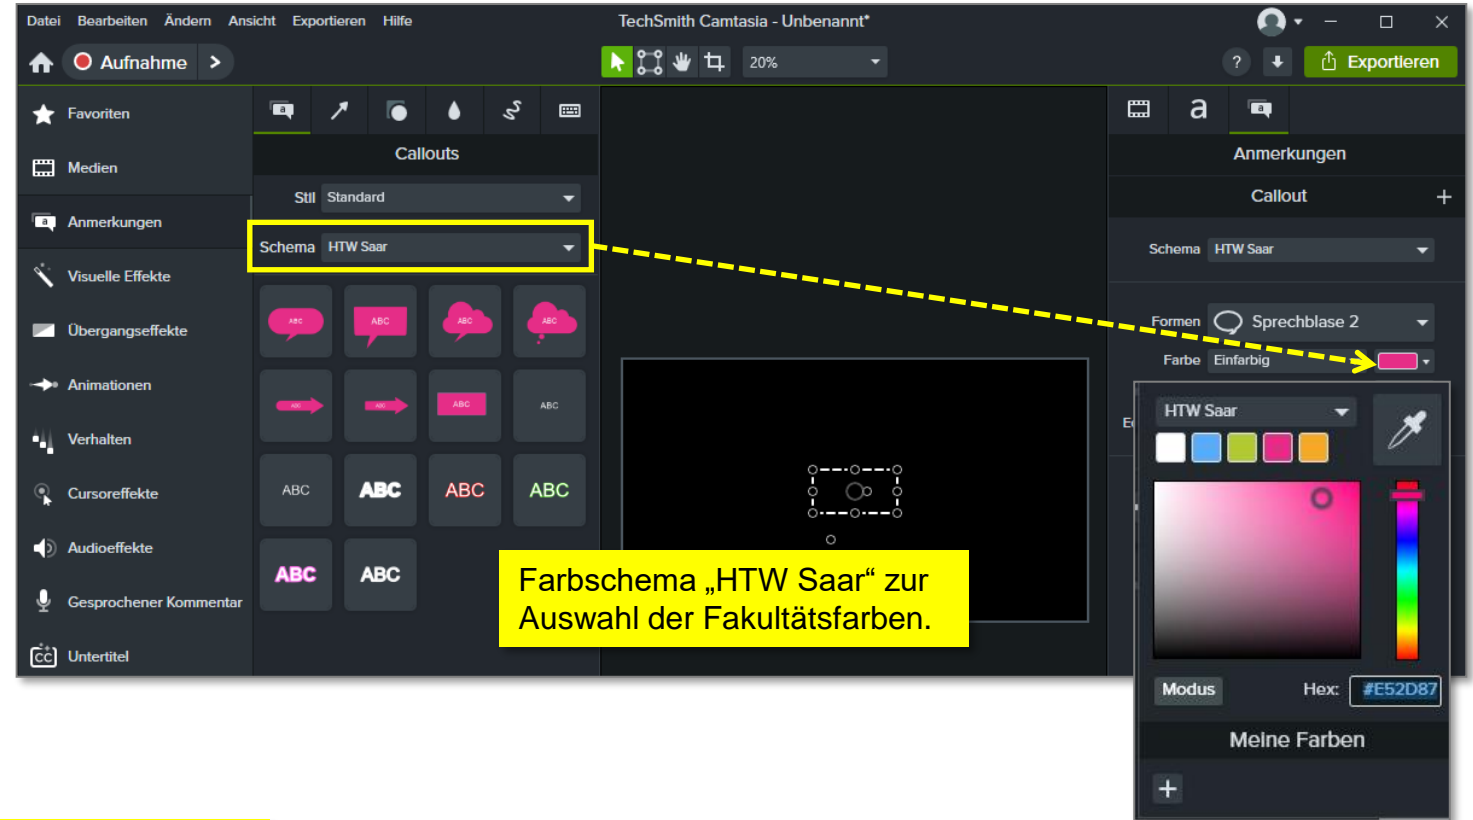 Datei Bearbeiten Ändern Ansicht Exportieren Hilfe
TechSmith Camtasia - Unbenannt*
Aufnahme
20%
?
Exportieren
Favoriten
Medien
Anmerkungen
Visuelle Effekte
Übergangseffekte
Animationen
Verhalten
Cursoreffekte
Audioeffekte
Gesprochener Kommentar
CC Untertitel
a
Callouts
Stil Standard
Schema HTW Saar
ABC ABC ABC ABC
ABC ABC ABC ABC
ABC ABC ABC ABC
ABC ABC
Farbschema „HTW Saar“ zur
Auswahl der Fakultätsfarben.
a a
Anmerkungen
Callout
Schema HTW Saar
Formen Sprechblase 2
Farbe Einfarbig
HTW Saar
Modus Hex: #E52D87
Meine Farben